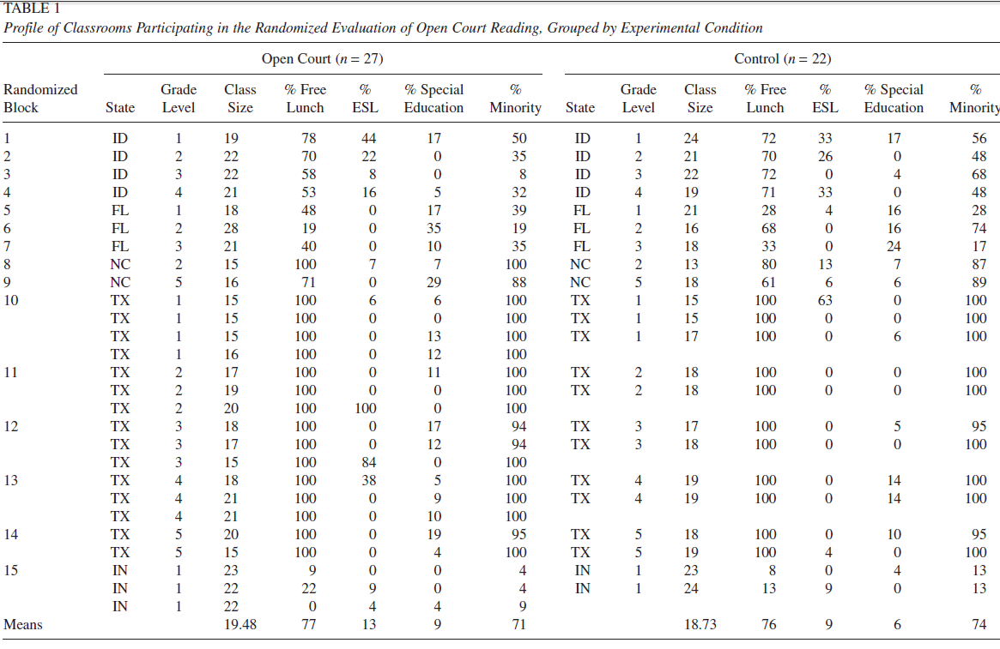 TABLE 1
Profile of Classrooms Participating in the Randomized Evaluation of Open Court Reading, Grouped by Experimental Condition
Open Court (n = 27) Control (n = 22)
Randomized Grade Class % Free % % Special % Grade Class % Free % % Special %
Block State Level Size Lunch ESL Education Minority State Level Size Lunch ESL Education Minority
1 ID 1 19 78 44 17 50 ID 1 24 72 33 17 56
2 ID 2 22 70 22 0 35 ID 2 21 70 26 0 48
3 ID 3 22 58 8 0 8 ID 3 22 72 0 4 68
4 ID 4 21 53 16 5 32 ID 4 19 71 33 0 48
5 FL 1 18 48 0 17 39 FL 1 21 28 4 16 28
6 FL 2 28 19 0 35 19 FL 2 16 68 0 16 74
7 FL 3 21 40 0 10 35 FL 3 18 33 0 24 17
8 NC 2 15 100 7 7 100 NC 2 13 80 13 7 87
9 NC 5 16 71 0 29 88 NC 5 18 61 6 6 89
10 TX 1 15 100 6 6 100 TX 1 15 100 63 0 100
TX 1 15 100 0 0 100 TX 1 15 100 0 0 100
TX 1 15 100 0 13 100 TX 1 17 100 0 6 100
TX 1 16 100 0 12 100
11 TX 2 17 100 0 11 100 TX 2 18 100 0 0 100
TX 2 19 100 0 0 100 TX 2 18 100 0 0 100
TX 2 20 100 100 0 100
12 TX 3 18 100 0 17 94 TX 3 17 100 0 5 95
TX 3 17 100 0 12 94 TX 3 18 100 0 0 100
TX 3 15 100 84 0 100
13 TX 4 18 100 38 5 100 TX 4 19 100 0 14 100
TX 4 21 100 0 9 100 TX 4 19 100 0 14 100
TX 4 21 100 0 10 100
14 TX 5 20 100 0 19 95 TX 5 18 100 0 10 95
TX 5 15 100 0 4 100 TX 5 19 100 4 0 100
15 IN 1 23 9 0 0 4 IN 1 23 8 0 4 13
IN 1 22 22 9 0 4 IN 1 24 13 9 0 13
IN 1 22 0 4 4 9
Means 19.48 77 13 9 71 18.73 76 9 6 74